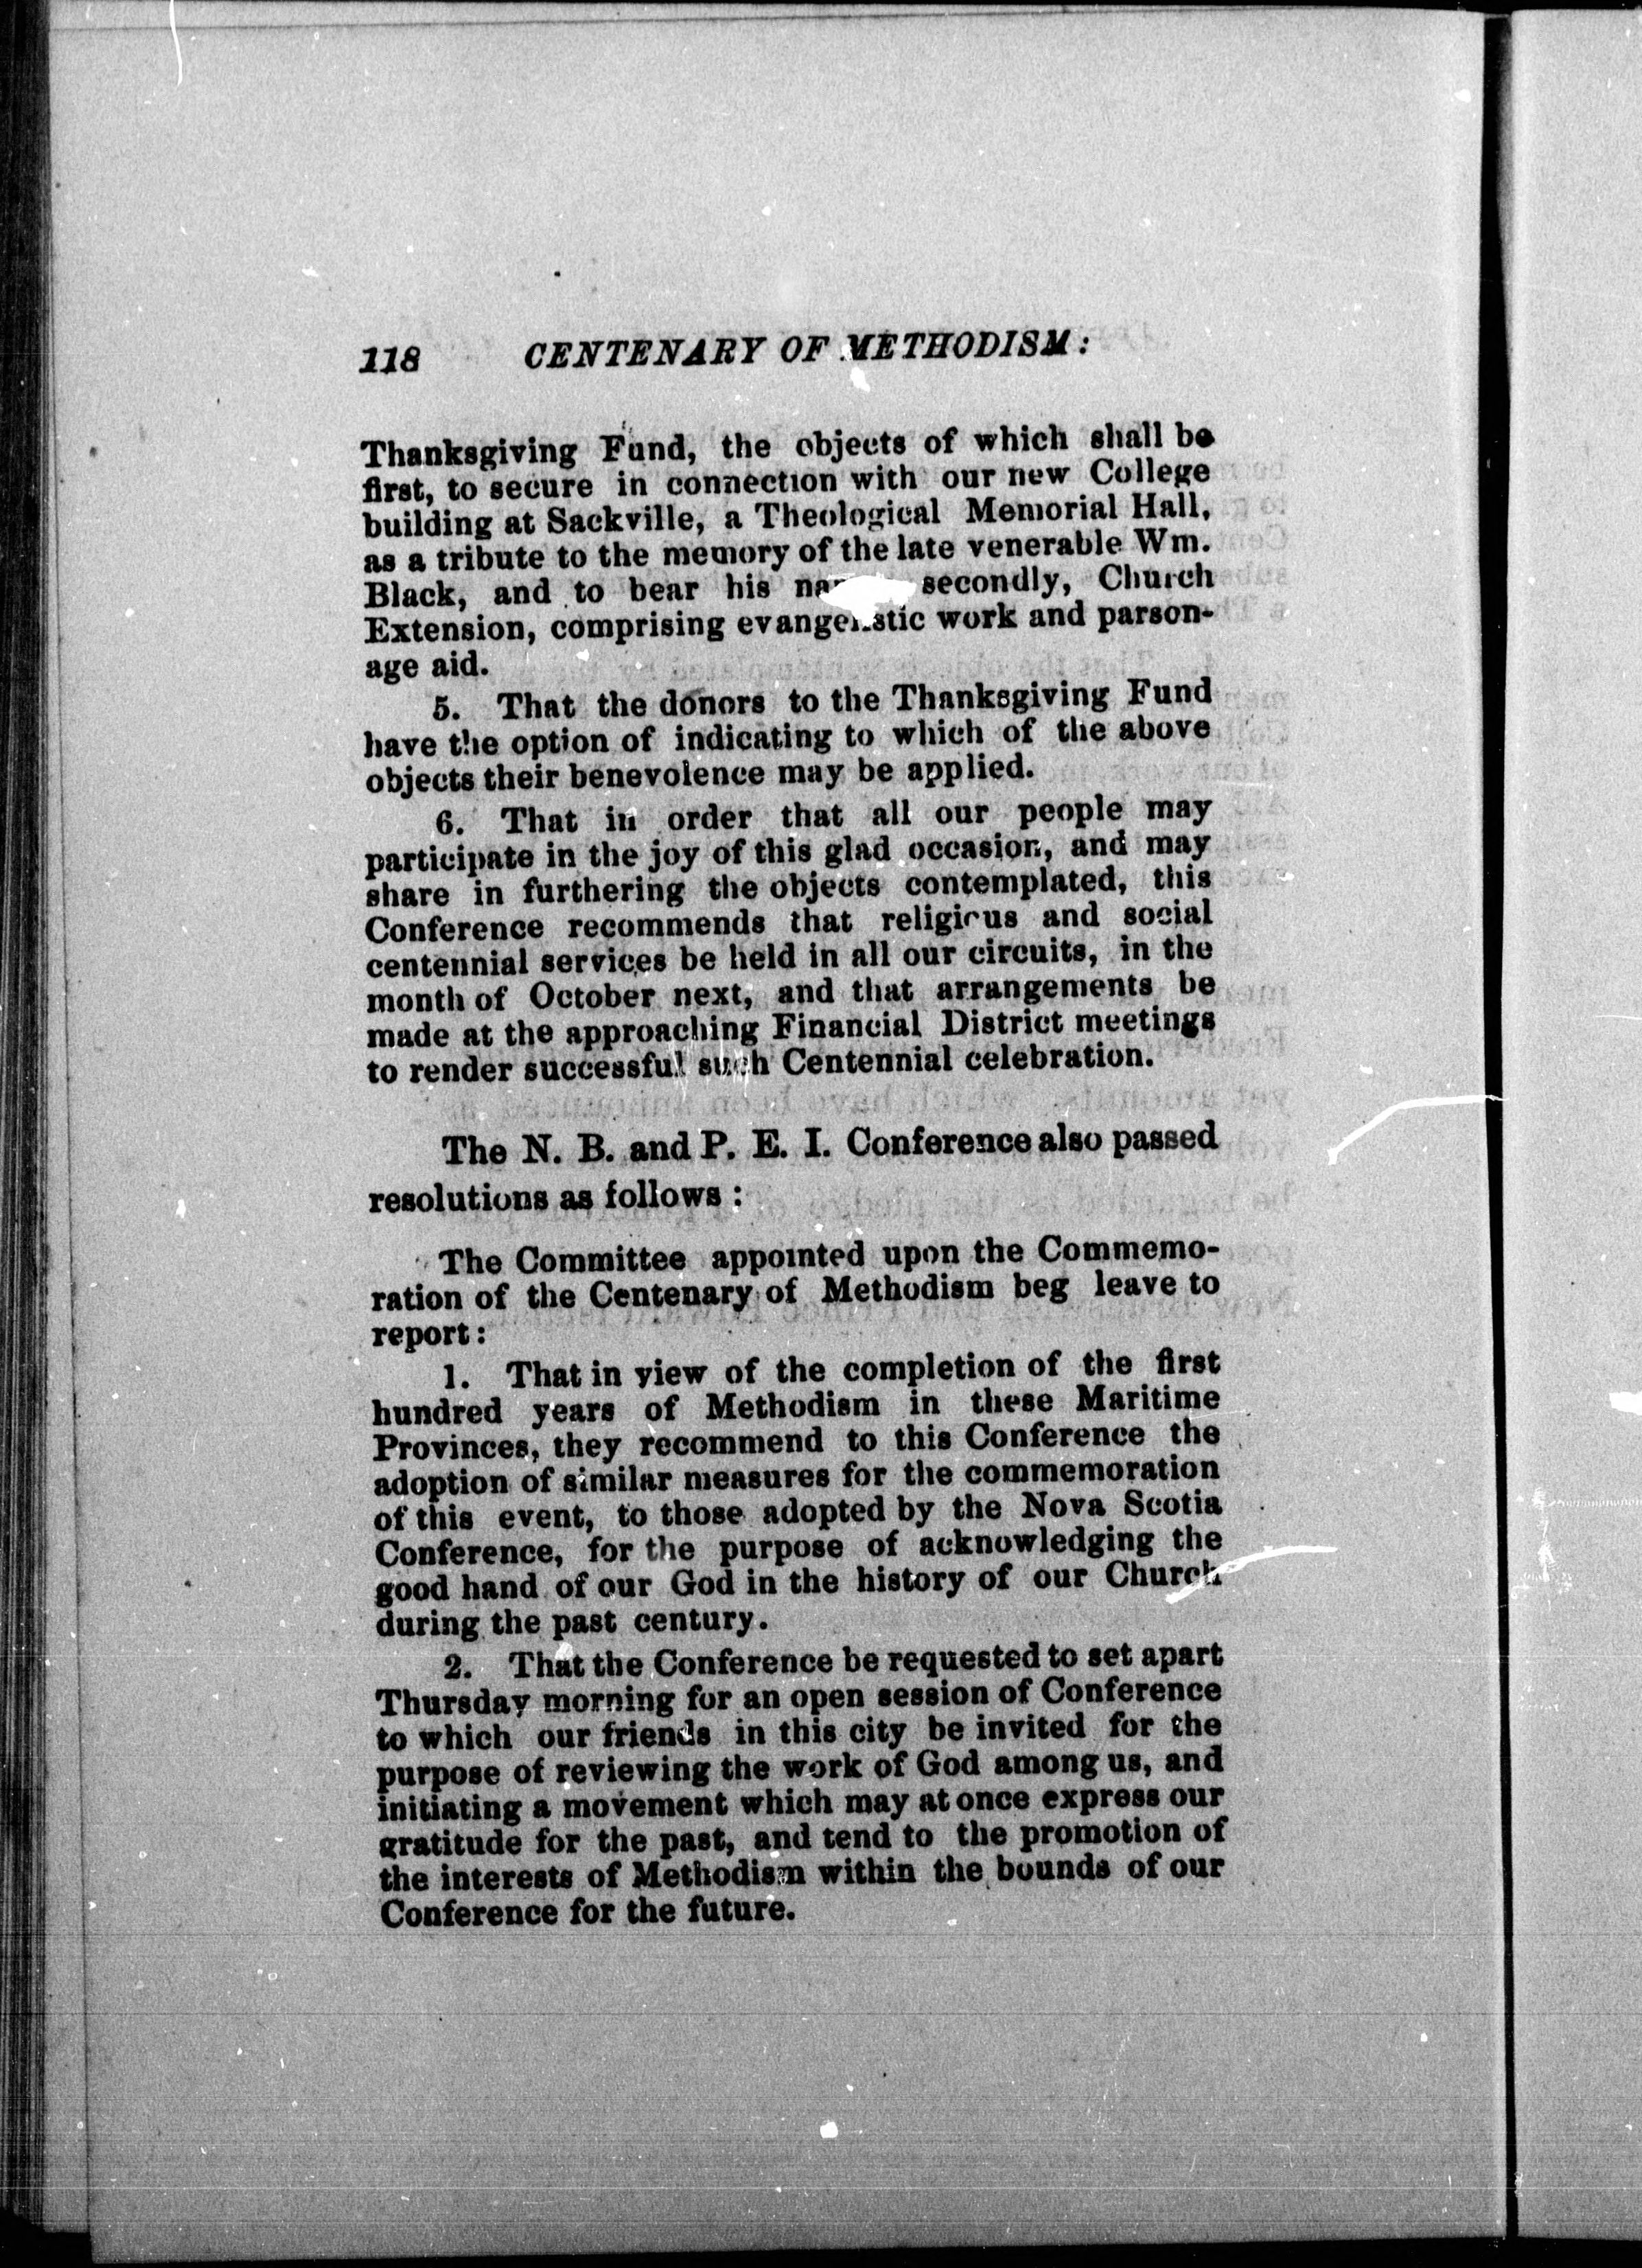 118 CENTENARY OF METHODISM:
Thanksgiving Fund, the objects of which shall be
first, to secure in connection with our new College
building at Sackville, a Theological Memorial Hall,
as a tribute to the memory of the late venerable Wm.
Black, and to bear his secondly, Church
Extension, comprising evangelistic work and parson-
age aid.
5. That the donors to the Thanksgiving Fund
have the option of indicating to which of the above
objects their benevolence may be applied.
6. That in order that all our people may
participate in the joy of this glad occasion, and may
share in furthering the objects contemplated, this
Conference recommends that religious and social
centennial services be held in all our circuits, in the
month of October next, and that arrangements be
made at the approaching Financial District meetings
to render successful such Centennial celebration.
The N. B. and P. E. I. Conference also passed
resolutions as follows:
The Committee appointed upon the Commemo-
ration of the Centenary of Methodism beg leave to
report:
1. That in view of the completion of the first
hundred years of Methodism in these Maritime
Provinces, they recommend to this Conference the
adoption of similar measures for the commemoration
of this event, to those adopted by the Nova Scotia
Conference, for the purpose of acknowledging the
good hand of our God in the history of our Church
during the past century.
2. That the Conference be requested to set apart
Thursday morning for an open session of Conference
to which our friends in this city be invited for the
purpose of reviewing the work of God among us, and
initiating a movement which may at once express our
gratitude for the past, and tend to the promotion of
the interests of Methodism within the bounds of our
Conference for the future.